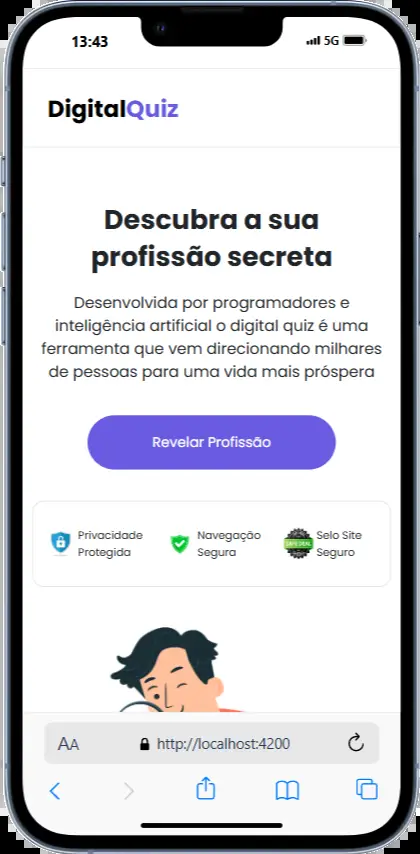 13:43
5G
DigitalQuiz
Descubra a sua
profissão secreta
Desenvolvida por programadores e
inteligência artificial o digital quiz é uma
ferramenta que vem direcionando milhares
de pessoas para uma vida mais próspera
Revelar Profissão
Privacidade
Protegida
Navegação
Segura
Selo Site
Seguro
AA
http://localhost:4200